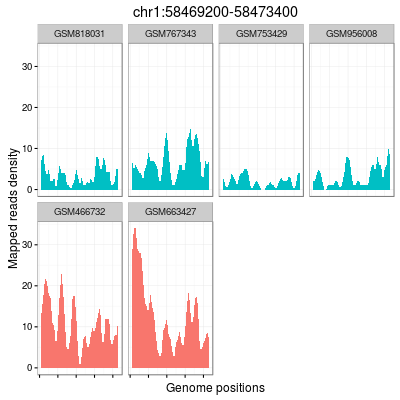 chr1:58469200-58473400
GSM818031 GSM767343 GSM753429 GSM956008
30
20
10
0
GSM466732 GSM663427
30
20
10
0
Mapped reads density
Genome positions